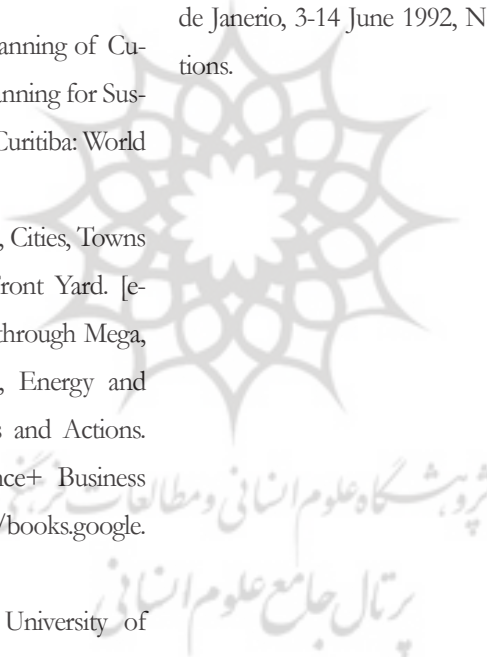 anning of Cu-
anning for Sus-
Curitiba: World
, Cities, Towns
ront Yard. [e-
through Mega,
, Energy and
s and Actions.
nce+ Business
/books.google.
University of
de Janerio, 3-14 June 1992, N
tions.
پژوهشگاه علوم انسانی و مطالعات فرهنگی
پرتال جامع علوم انسانی